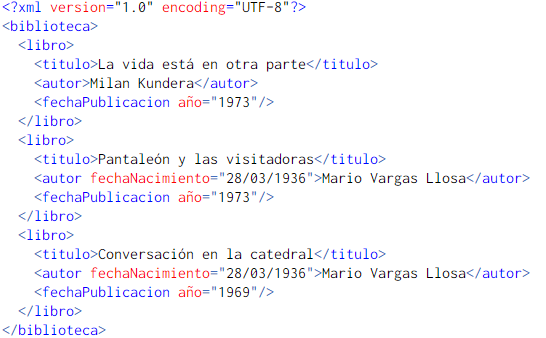 <?xml version="1.0" encoding="UTF-8"?>
<biblioteca>
  <libro>
    <titulo>La vida está en otra parte</titulo>
    <autor>Milan Kundera</autor>
    <fechaPublicacion año="1973"/>
  </libro>
  <libro>
    <titulo>Pantaleón y las visitadoras</titulo>
    <autor fechaNacimiento="28/03/1936">Mario Vargas Llosa</autor>
    <fechaPublicacion año="1973"/>
  </libro>
  <libro>
    <titulo>Conversación en la catedral</titulo>
    <autor fechaNacimiento="28/03/1936">Mario Vargas Llosa</autor>
    <fechaPublicacion año="1969"/>
  </libro>
</biblioteca>